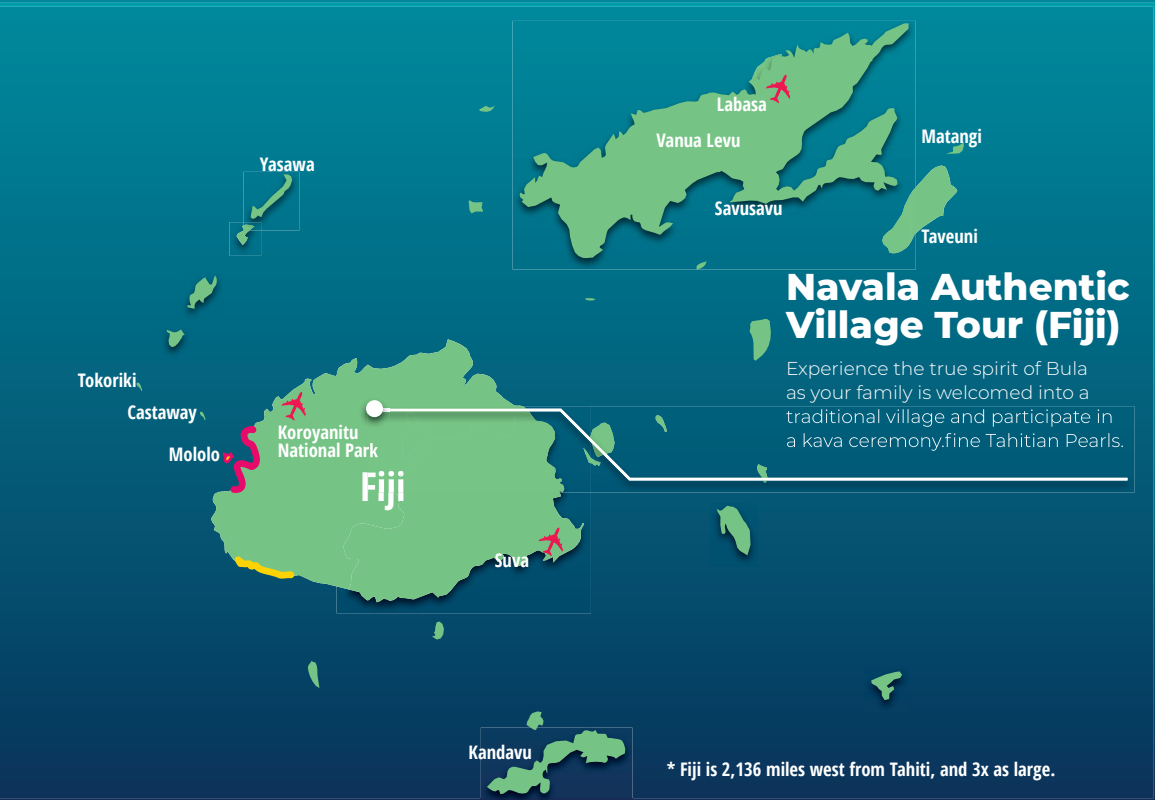 Labasa
Vanua Levu
Matangi
Yasawa
Savusavu
Taveuni
Navala Authentic
Village Tour (Fiji)
Experience the true spirit of Bula
as your family is welcomed into a
traditional village and participate in
a kava ceremony.fine Tahitian Pearls.
Tokoriki
Castaway
Koroyanitu
National Park
Mololo
Fiji
Suva
Kandavu
* Fiji is 2,136 miles west from Tahiti, and 3x as large.